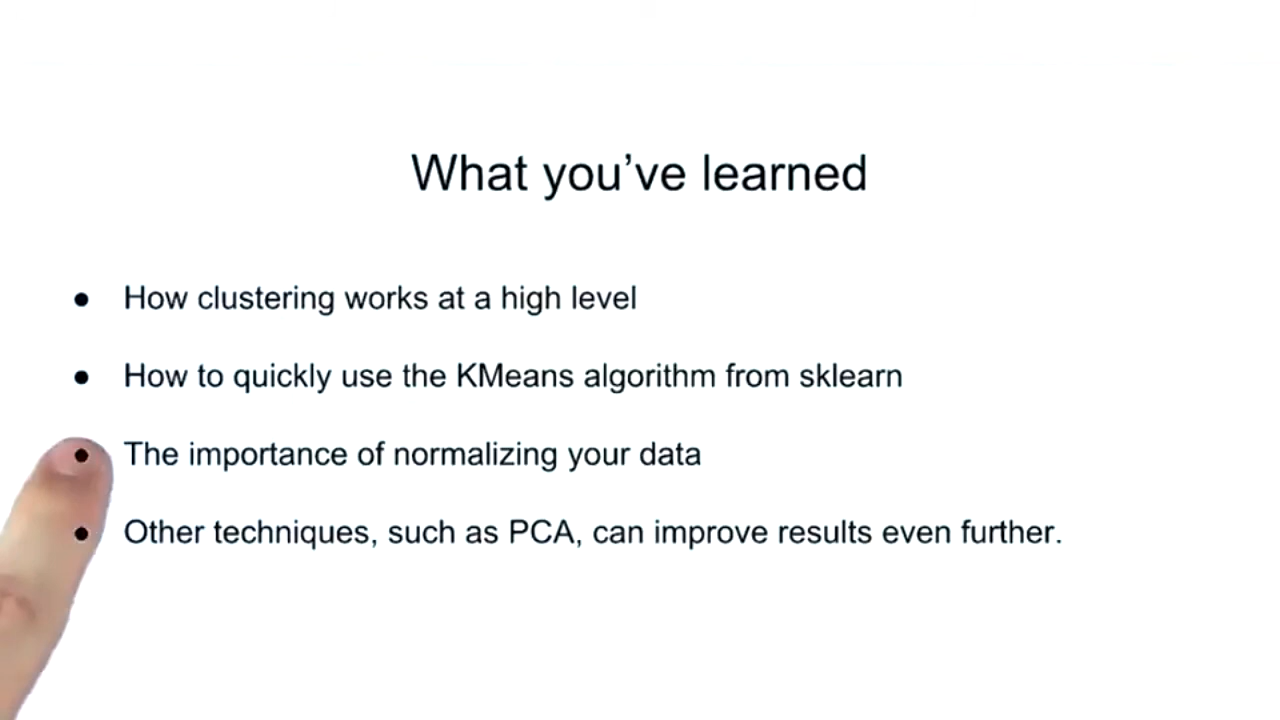 What you’ve learned
● How clustering works at a high level
● How to quickly use the KMeans algorithm from sklearn
● The importance of normalizing your data
● Other techniques, such as PCA, can improve results even further.